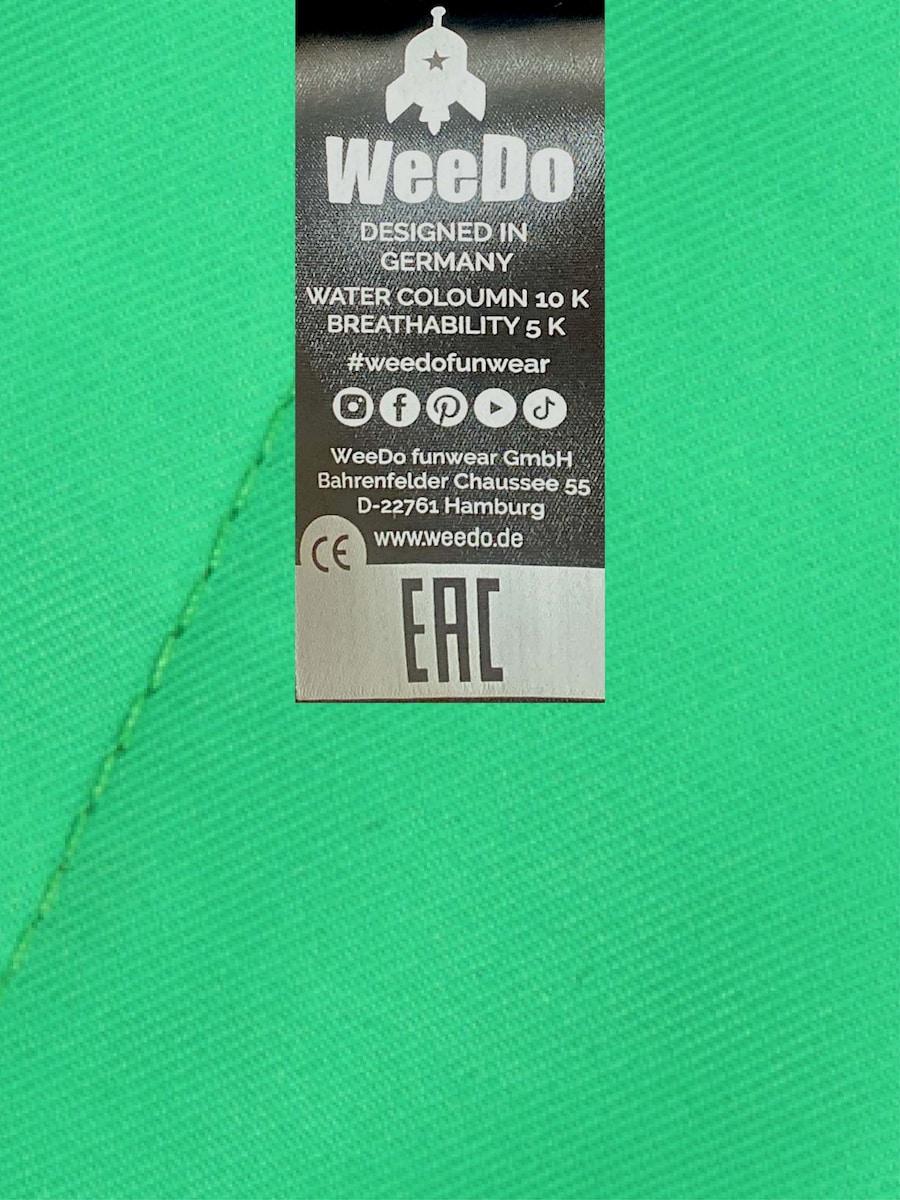 WeeDo
DESIGNED IN
GERMANY
WATER COLOUMN 10 K
BREATHABILITY 5 K
#weedofunwear
WeeDo funwear GmbH
Bahrenfelder Chaussee 55
D-22761 Hamburg
www.weedo.de
CE
EAC